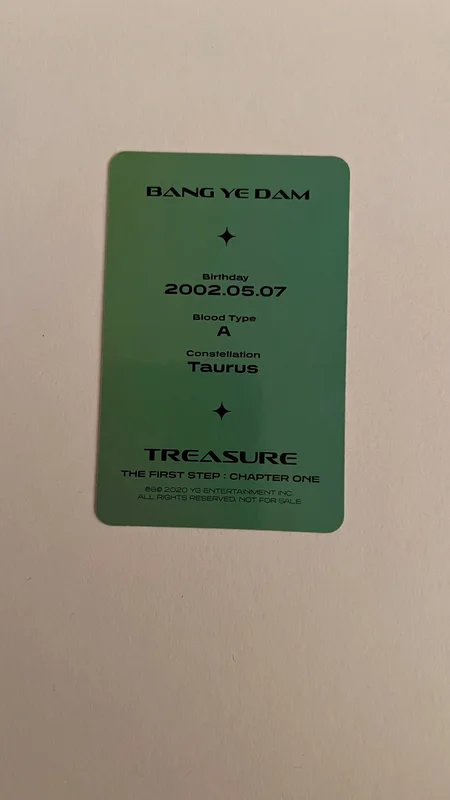 BANG YE DAM
Birthday
2002.05.07
Blood Type
A
Constellation
Taurus
TREASURE
THE FIRST STEP : CHAPTER ONE
℗&© 2020 YG ENTERTAINMENT INC.
ALL RIGHTS RESERVED. NOT FOR SALE